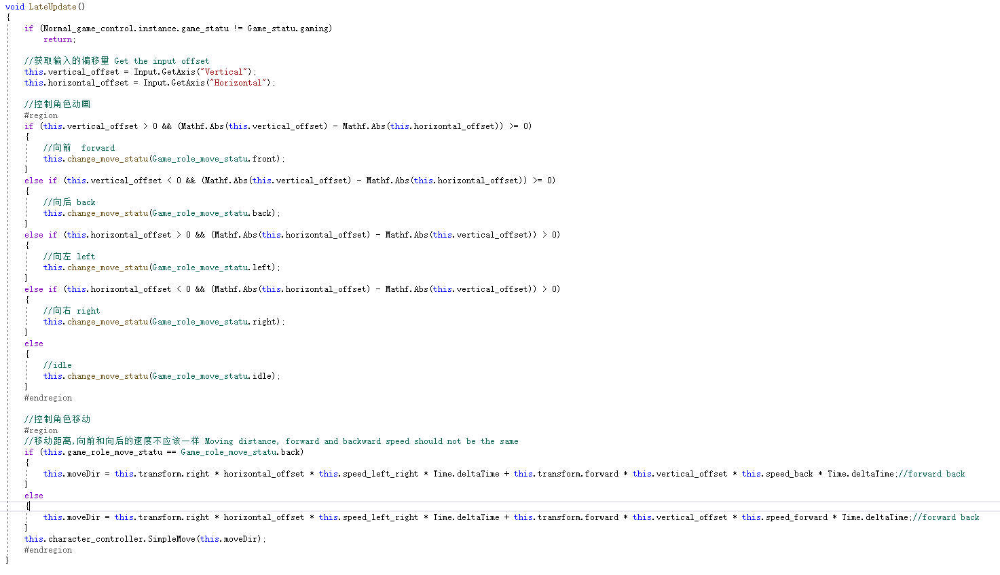 void LateUpdate()
{
if (Normal_game_control.instance.game_statu != Game_statu.gaming)
return;
//获取输入的偏移量 Get the input offset
this.vertical_offset = Input.GetAxis("Vertical");
this.horizontal_offset = Input.GetAxis("Horizontal");
//控制角色动画
#region
if (this.vertical_offset > 0 && (Mathf.Abs(this.vertical_offset) - Mathf.Abs(this.horizontal_offset)) >= 0)
{
//向前  forward
this.change_move_statu(Game_role_move_statu.front);
}
else if (this.vertical_offset < 0 && (Mathf.Abs(this.vertical_offset) - Mathf.Abs(this.horizontal_offset)) >= 0)
{
//向后 back
this.change_move_statu(Game_role_move_statu.back);
}
else if (this.horizontal_offset > 0 && (Mathf.Abs(this.horizontal_offset) - Mathf.Abs(this.vertical_offset)) > 0)
{
//向左 left
this.change_move_statu(Game_role_move_statu.left);
}
else if (this.horizontal_offset < 0 && (Mathf.Abs(this.horizontal_offset) - Mathf.Abs(this.vertical_offset)) > 0)
{
//向右 right
this.change_move_statu(Game_role_move_statu.right);
}
else
{
//idle
this.change_move_statu(Game_role_move_statu.idle);
}
#endregion
//控制角色移动
#region
//移动距离,向前和向后的速度不应该一样 Moving distance, forward and backward speed should not be the same
if (this.game_role_move_statu == Game_role_move_statu.back)
{
this.moveDir = this.transform.right * horizontal_offset * this.speed_left_right * Time.deltaTime + this.transform.forward * this.vertical_offset * this.speed_back * Time.deltaTime;//forward back
}
else
{
this.moveDir = this.transform.right * horizontal_offset * this.speed_left_right * Time.deltaTime + this.transform.forward * this.vertical_offset * this.speed_forward * Time.deltaTime;//forward back
}
this.character_controller.SimpleMove(this.moveDir);
#endregion
}